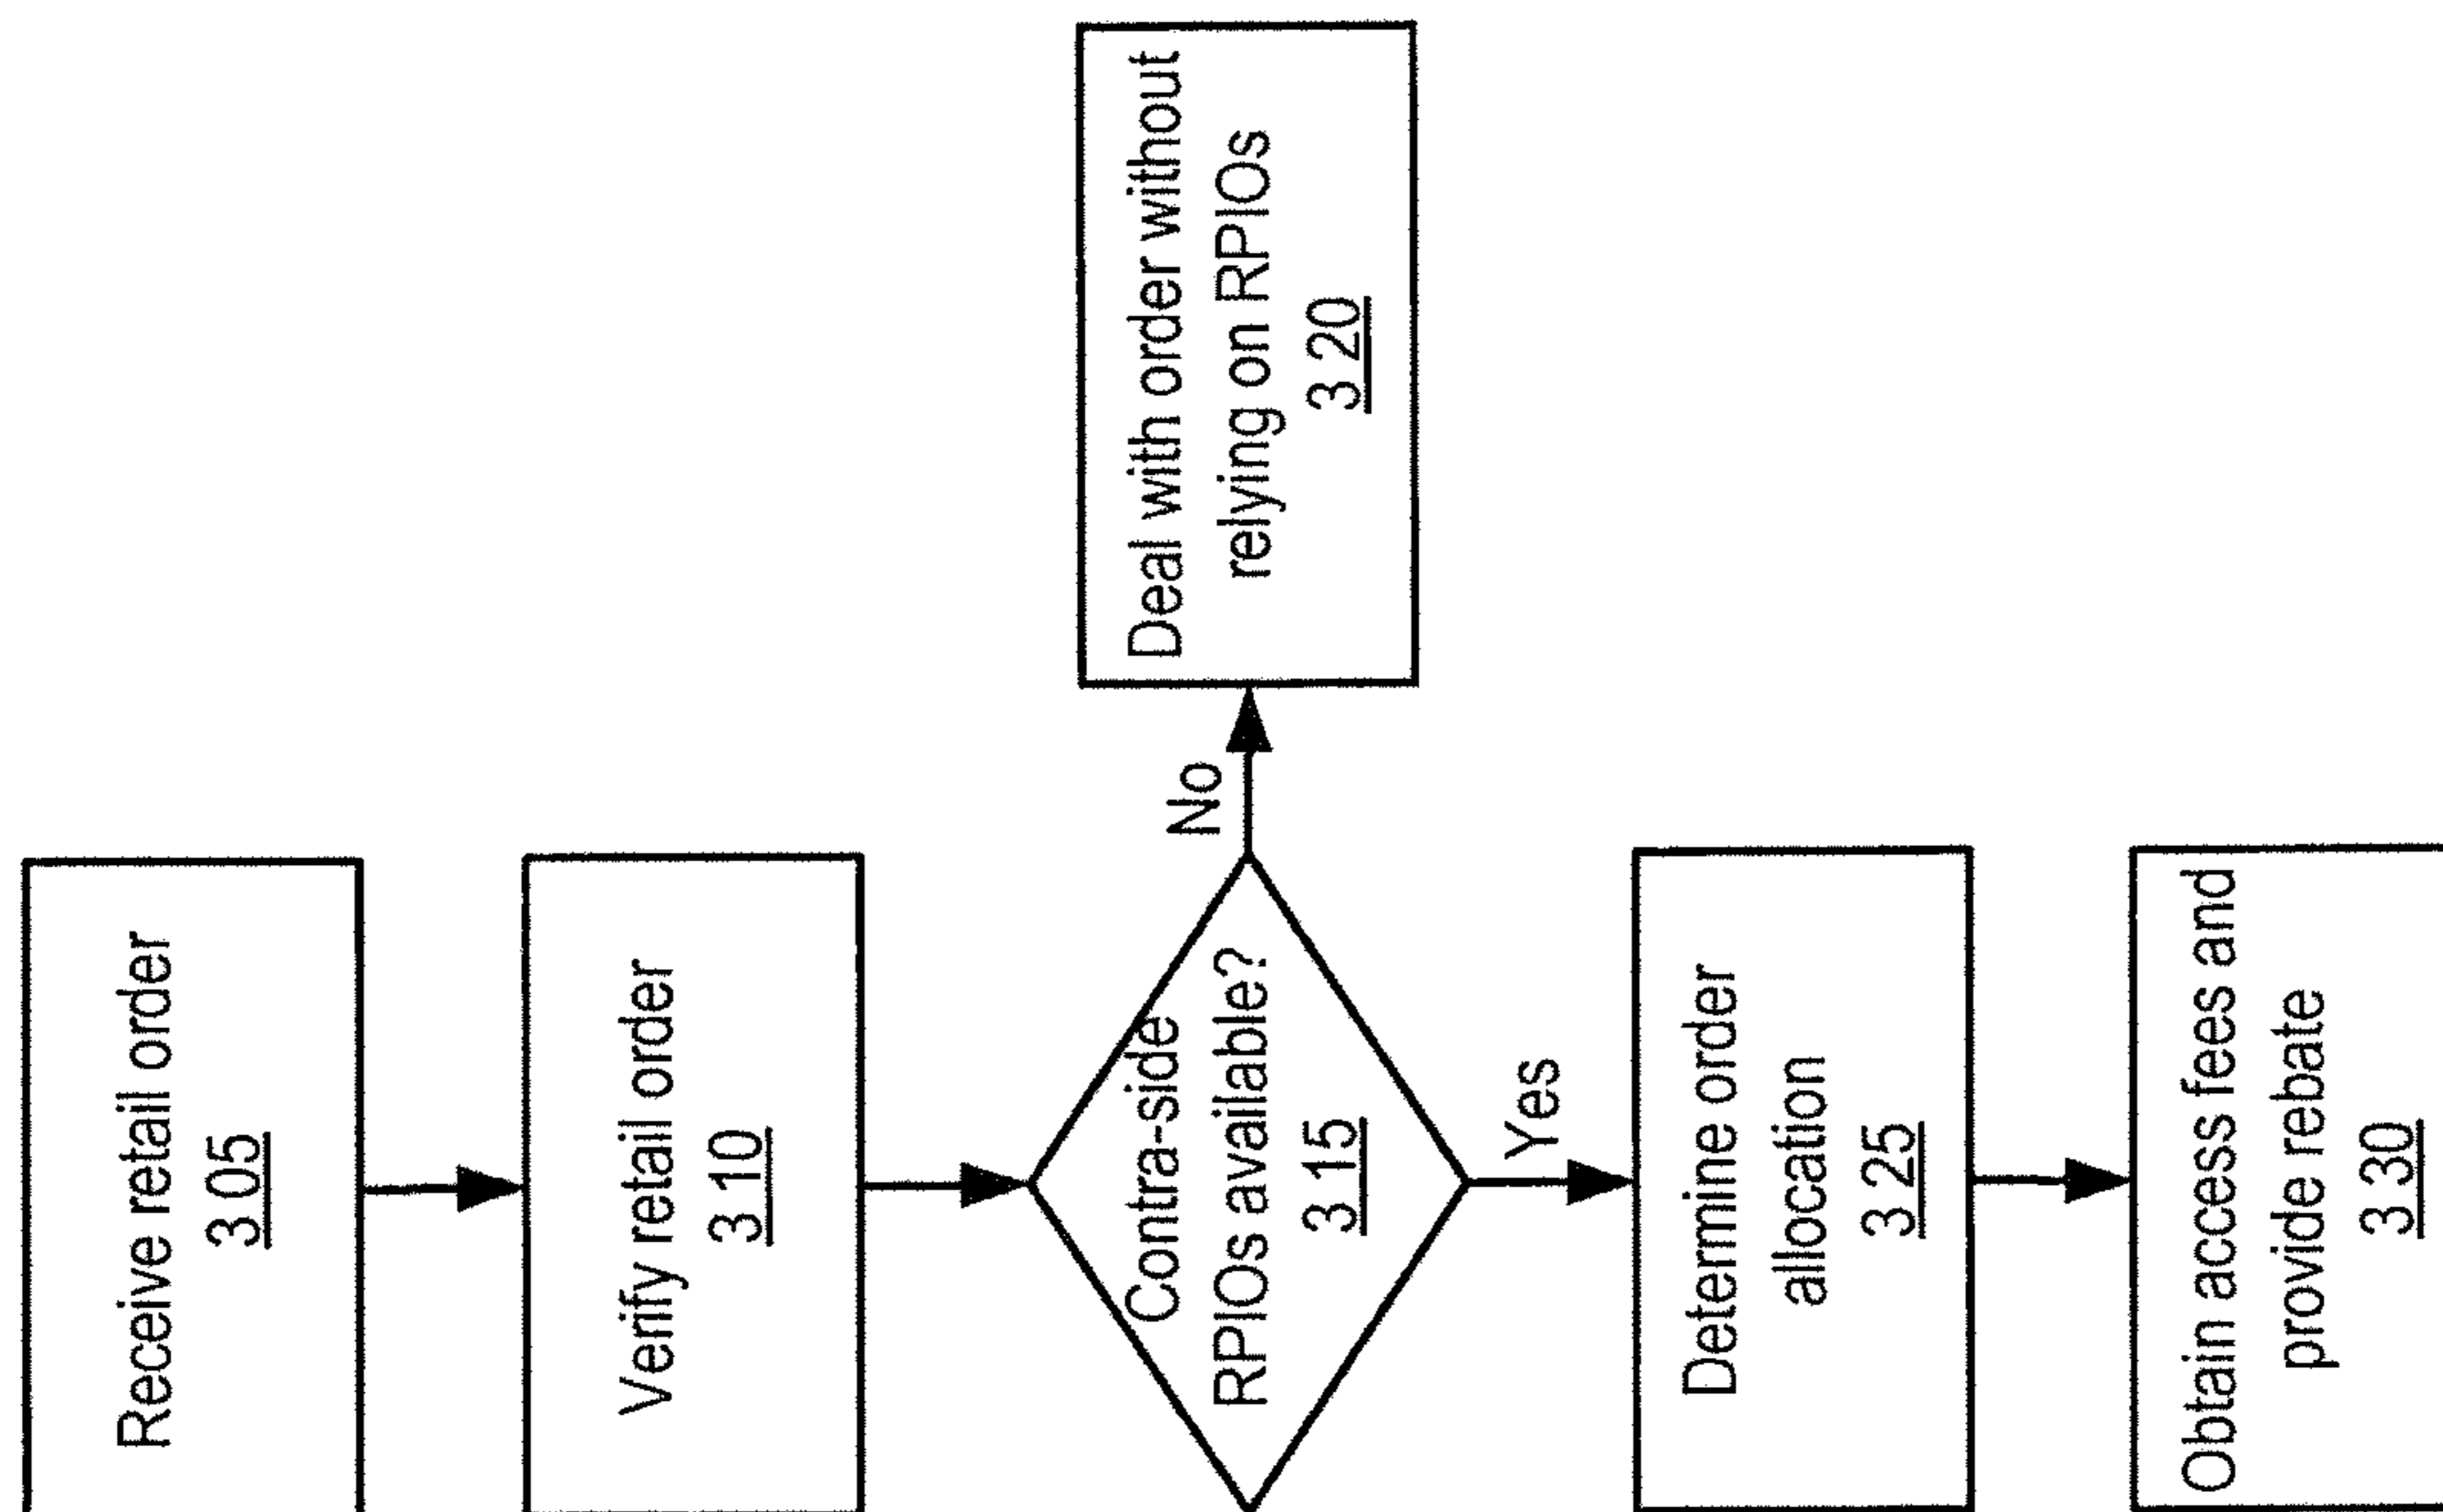 Receive retail order
3 05
Verify retail order
3 10
Contra-side
RPIOs available?
3 15
No
Deal with order without
relying on RPIOs
3 20
Yes
Determine order
allocation
3 25
Obtain access fees and
provide rebate
3 30